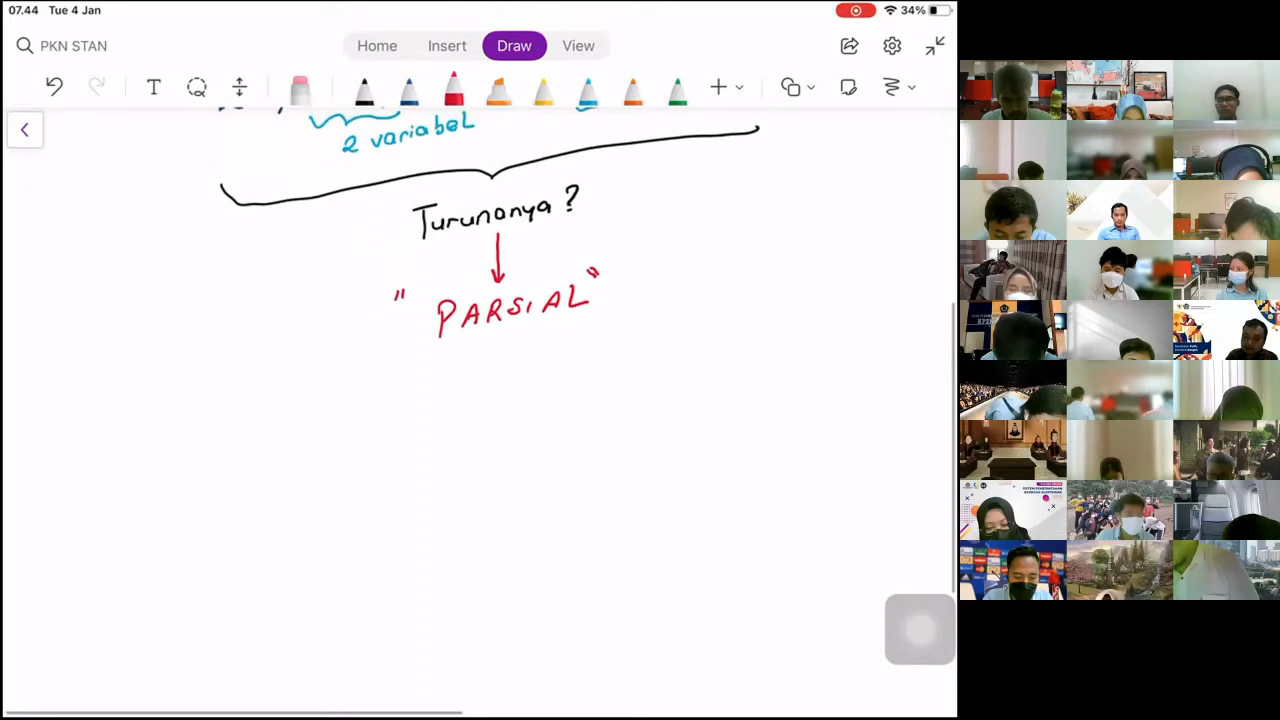 07.44 Tue 4 Jan
34%
PKN STAN
Home Insert Draw View
2 variabel
Turunanya ?
" PARSIAL "